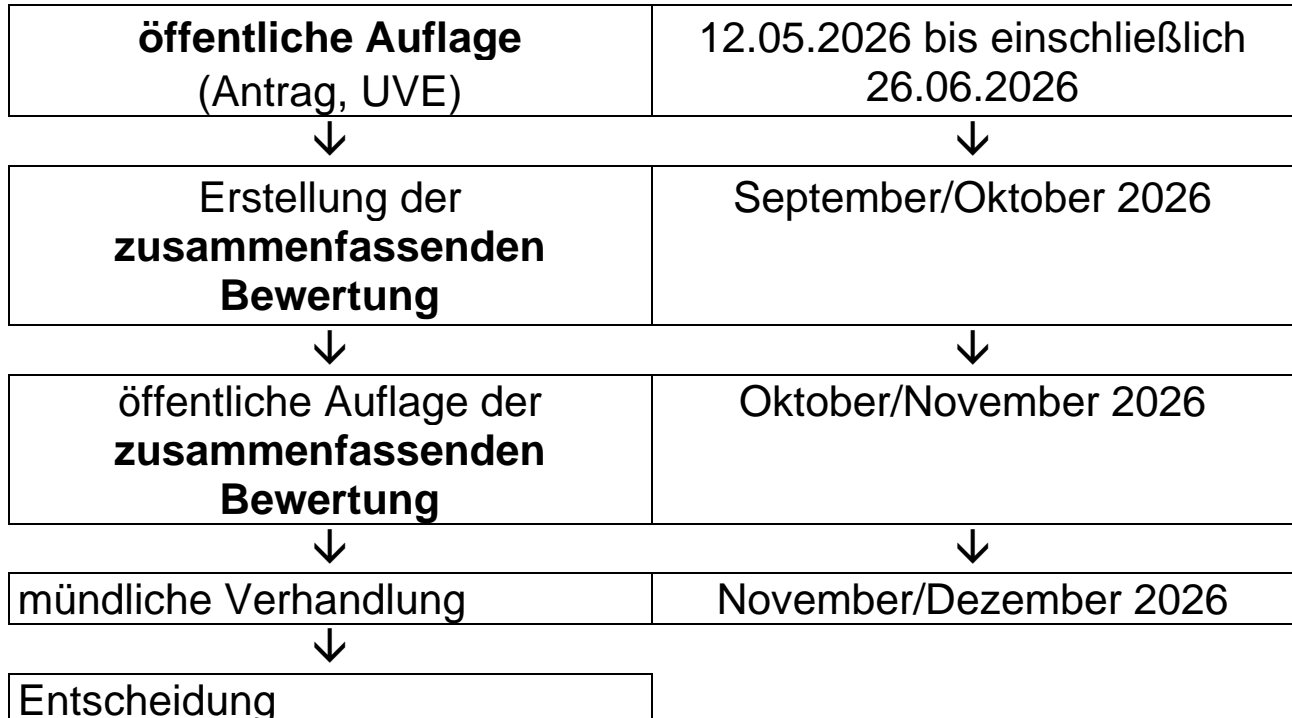 öffentliche Auflage
(Antrag, UVE)
12.05.2026 bis einschließlich
26.06.2026
↓ ↓
Erstellung der
zusammenfassenden
Bewertung
September/Oktober 2026
↓ ↓
öffentliche Auflage der
zusammenfassenden
Bewertung
Oktober/November 2026
↓ ↓
mündliche Verhandlung
November/Dezember 2026
↓
Entscheidung